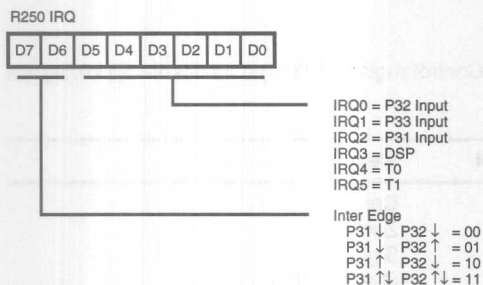 R250 IRQ
D7 D6 D5 D4 D3 D2 D1 D0
IRQ0 = P32 Input
IRQ1 = P33 Input
IRQ2 = P31 Input
IRQ3 = DSP
IRQ4 = T0
IRQ5 = T1
Inter Edge
P31 ↓ P32 ↓ = 00
P31 ↓ P32 ↑ = 01
P31 ↑ P32 ↓ = 10
P31 ↑↓ P32 ↑↓ = 11